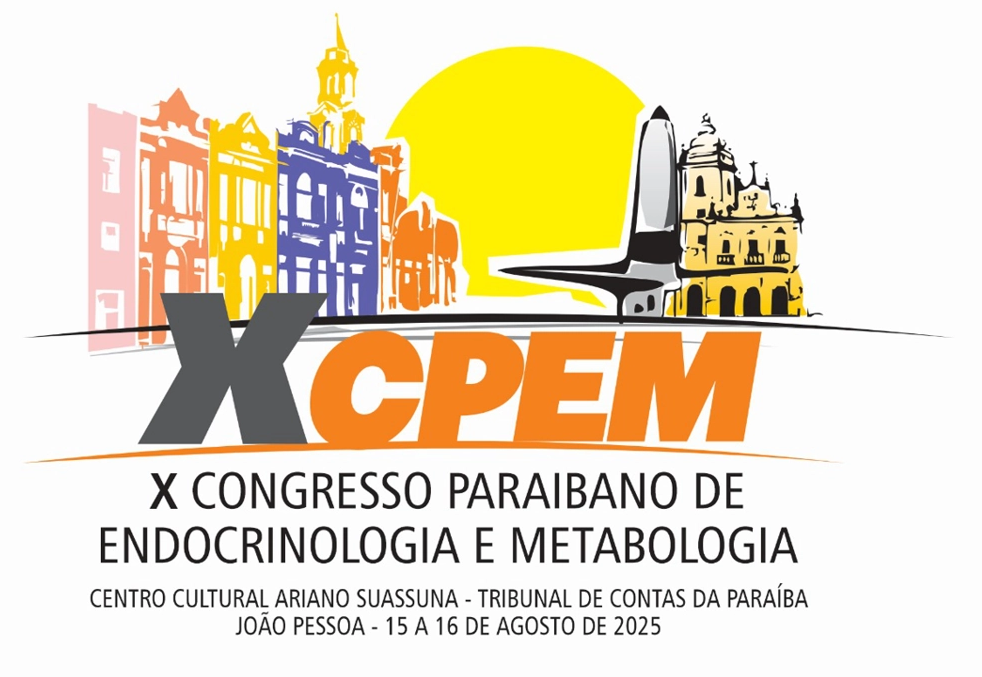 XCPEM
X CONGRESSO PARAIBANO DE
ENDOCRINOLOGIA E METABOLOGIA
CENTRO CULTURAL ARIANO SUASSUNA - TRIBUNAL DE CONTAS DA PARAÍBA
JOÃO PESSOA - 15 A 16 DE AGOSTO DE 2025